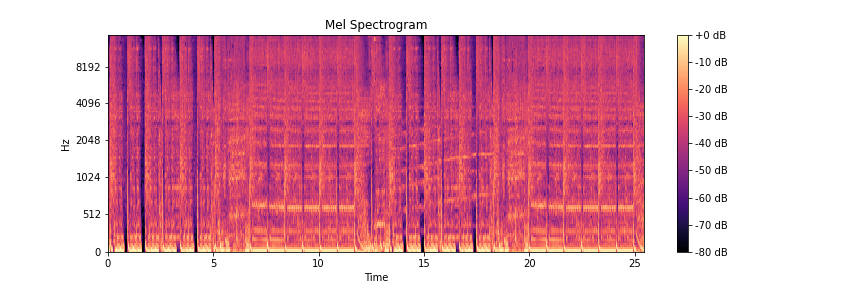 Mel Spectrogram
Hz
8192
4096
2048
1024
512
0
0 5 10 15 20 25
Time
+0 dB
-10 dB
-20 dB
-30 dB
-40 dB
-50 dB
-60 dB
-70 dB
-80 dB